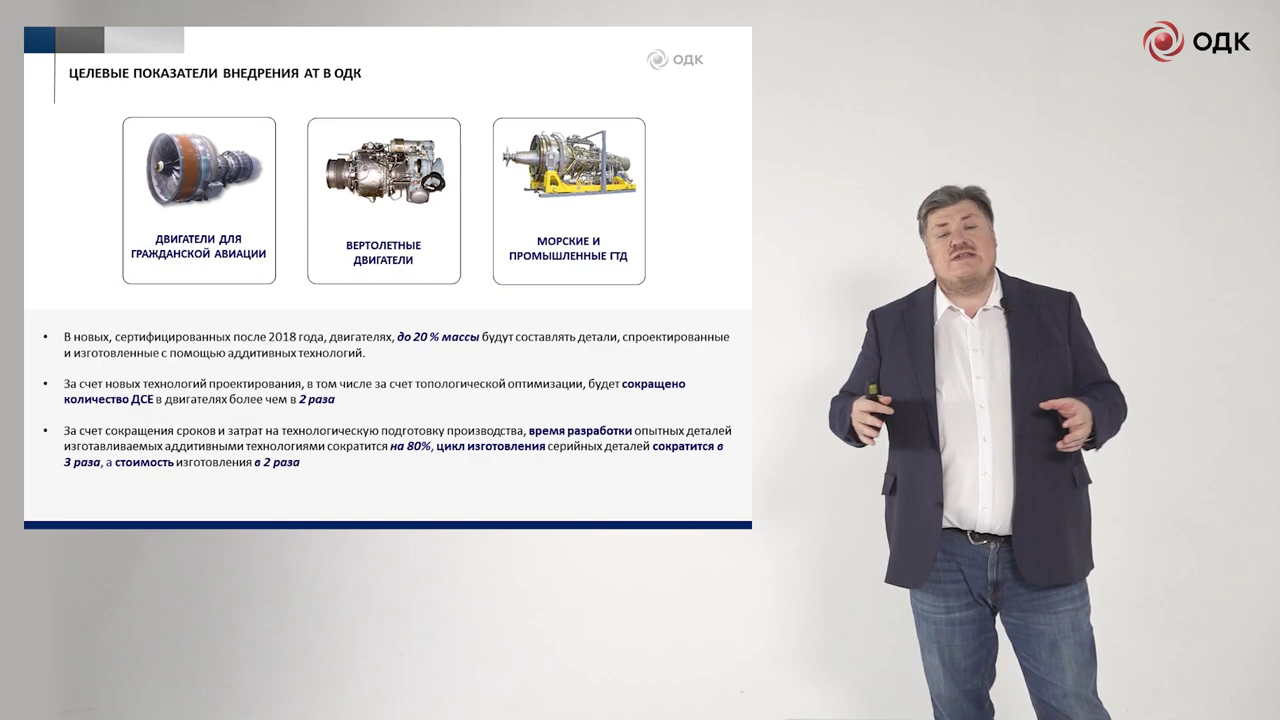 ЦЕЛЕВЫЕ ПОКАЗАТЕЛИ ВНЕДРЕНИЯ АТ В ОДК
ОДК
ОДК
ДВИГАТЕЛИ ДЛЯ
ГРАЖДАНСКОЙ АВИАЦИИ
ВЕРТОЛЕТНЫЕ
ДВИГАТЕЛИ
МОРСКИЕ И
ПРОМЫШЛЕННЫЕ ГТД
• В новых, сертифицированных после 2018 года, двигателях, до 20 % массы будут составлять детали, спроектированные
и изготовленные с помощью аддитивных технологий.
• За счет новых технологий проектирования, в том числе за счет топологической оптимизации, будет сокращено
количество ДСЕ в двигателях более чем в 2 раза
• За счет сокращения сроков и затрат на технологическую подготовку производства, время разработки опытных деталей
изготавливаемых аддитивными технологиями сократится на 80%, цикл изготовления серийных деталей сократится в
3 раза, а стоимость изготовления в 2 раза